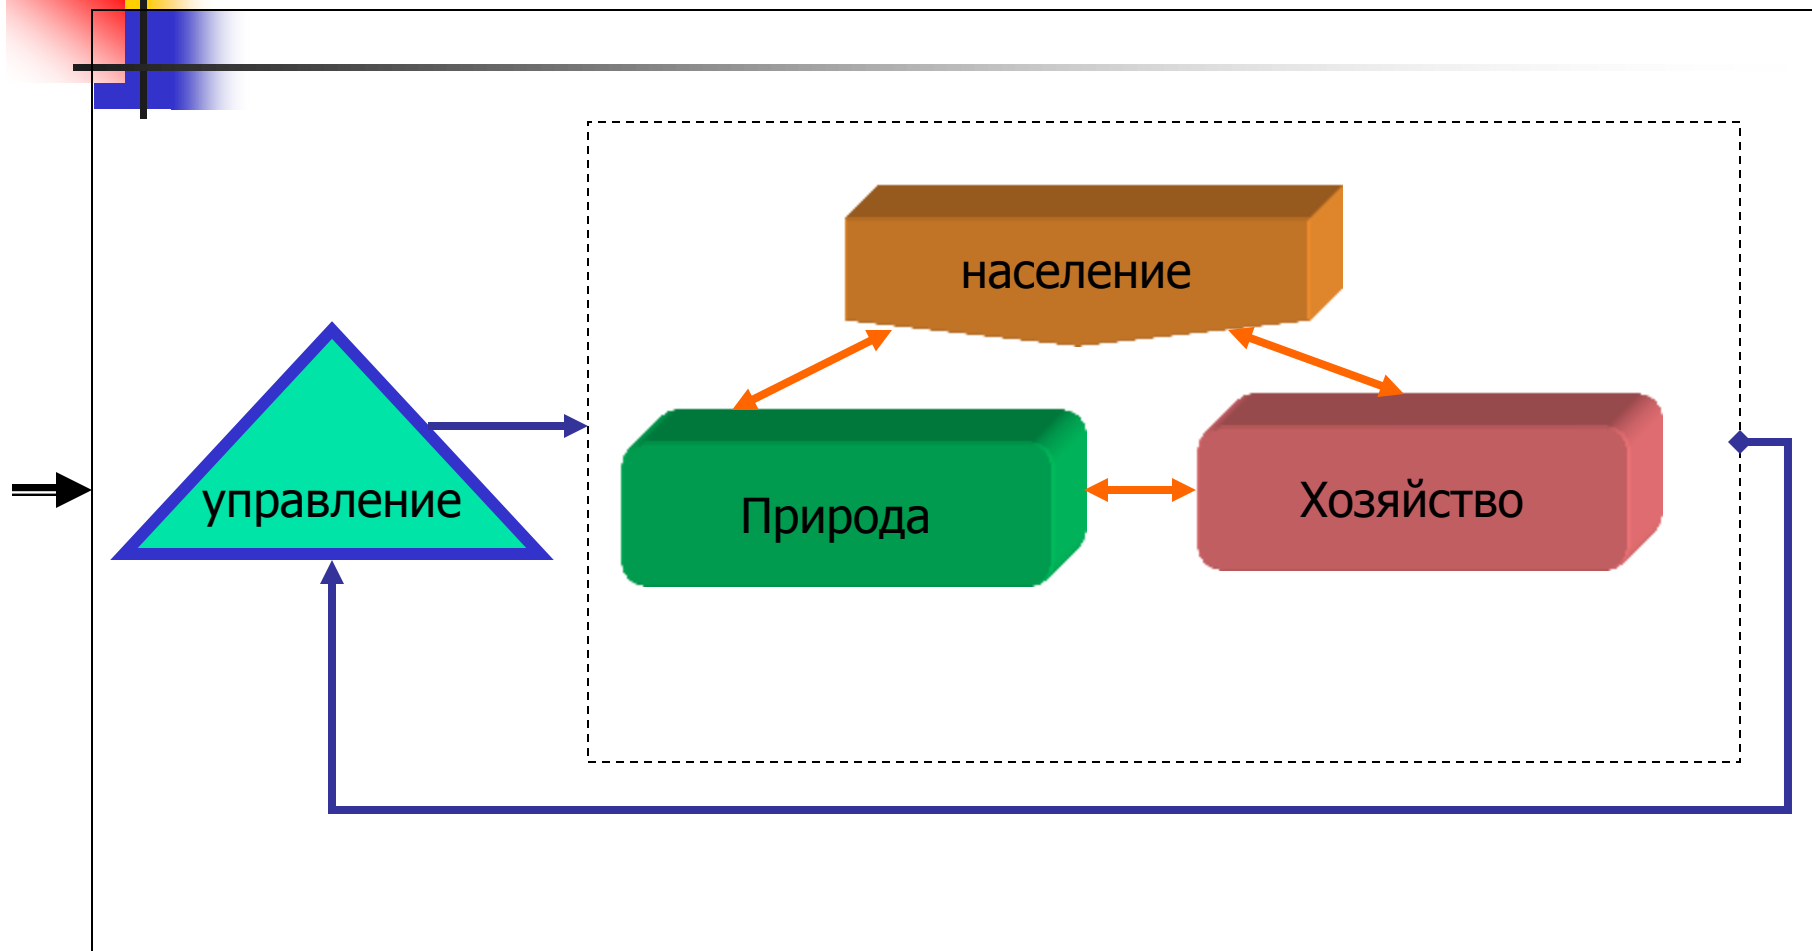 население
управление
Природа
Хозяйство